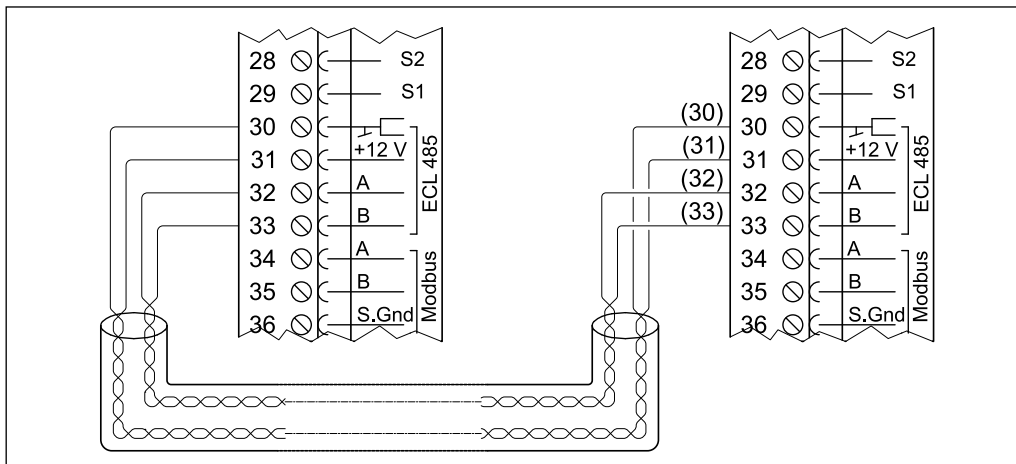 28 S2
29 S1
30
+12 V
31
32 A
33 B
ECL 485
34 A
35 B
36 S.Gnd
Modbus
(30)
(31)
(32)
(33)
28 S2
29 S1
30
+12 V
31
32 A
33 B
ECL 485
34 A
35 B
36 S.Gnd
Modbus